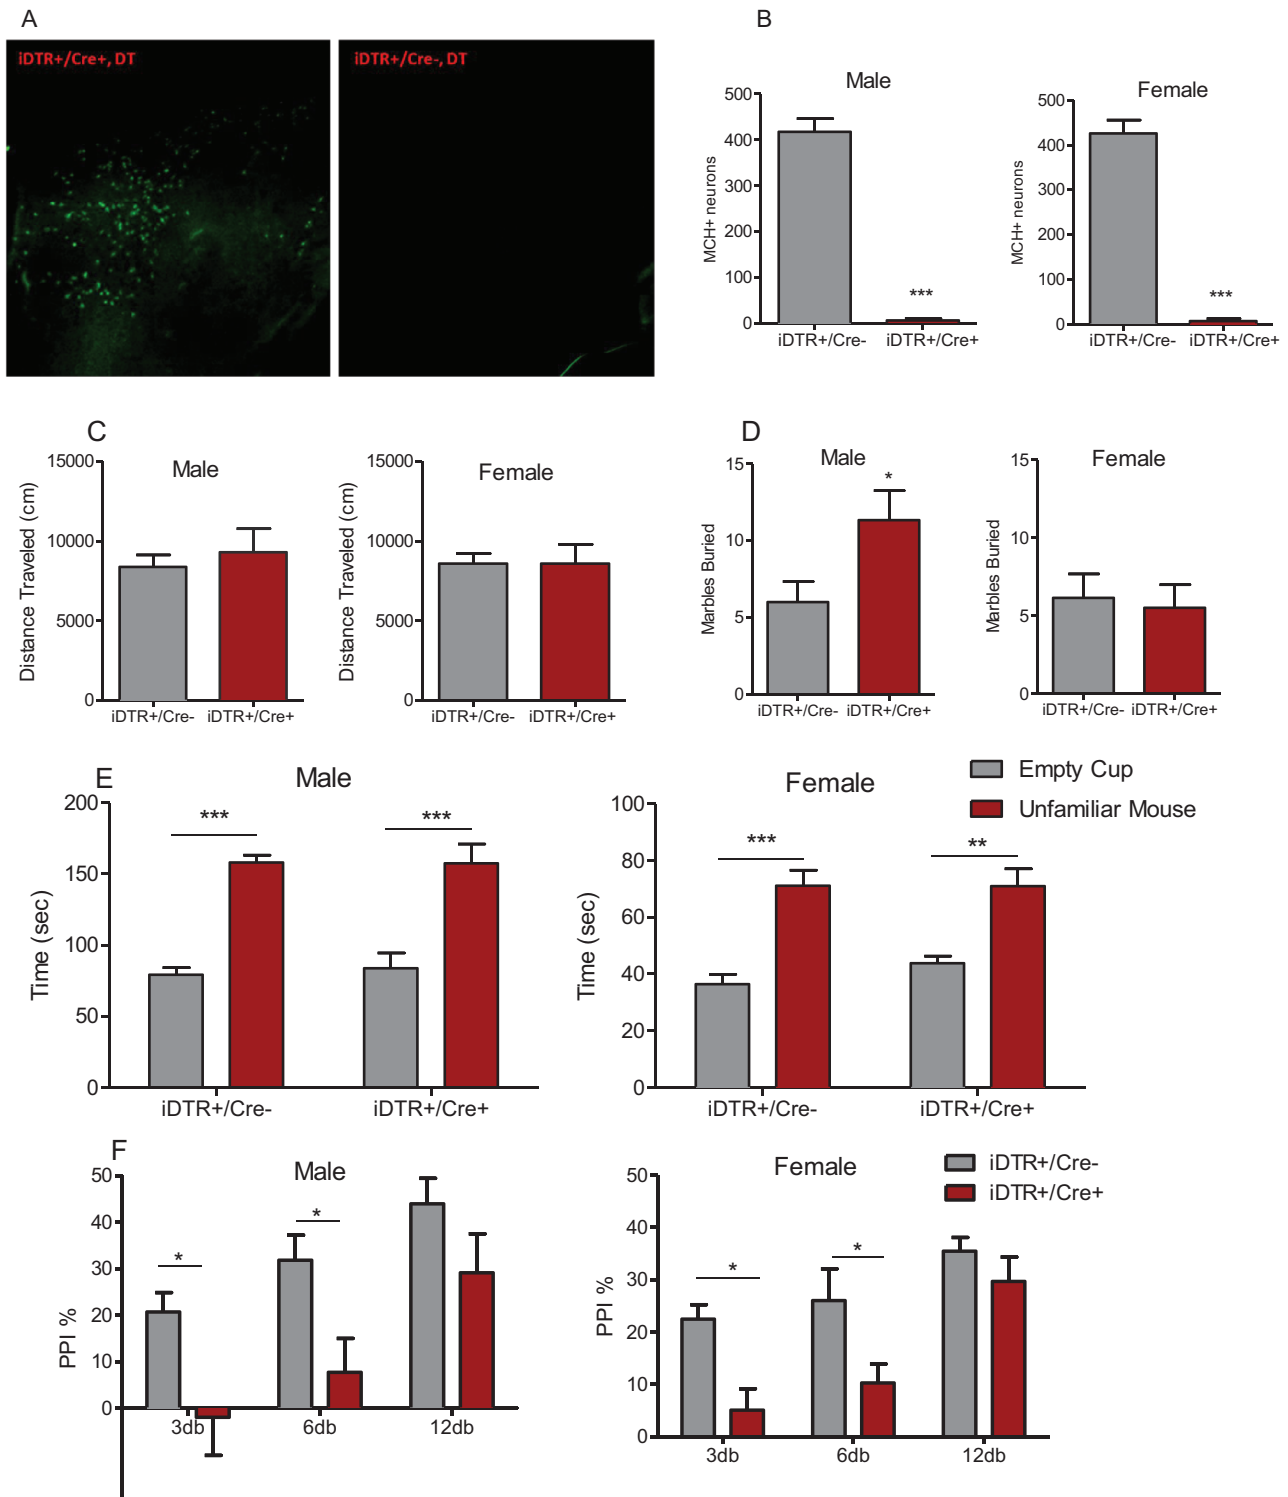 A
iDTR+/Cre+, DT
iDTR+/Cre-, DT
B
Male
MCH+ neurons
500
400
300
200
100
0
***
iDTR+/Cre-
iDTR+/Cre+
Female
MCH+ neurons
500
400
300
200
100
0
***
iDTR+/Cre-
iDTR+/Cre+
C
Male
Distance Traveled (cm)
15000
10000
5000
0
iDTR+/Cre-
iDTR+/Cre+
Female
Distance Traveled (cm)
15000
10000
5000
0
iDTR+/Cre-
iDTR+/Cre+
D
Male
Marbles Buried
15
10
5
0
*
iDTR+/Cre-
iDTR+/Cre+
Female
Marbles Buried
15
10
5
0
iDTR+/Cre-
iDTR+/Cre+
E
Male
Time (sec)
200
150
100
50
0
***
***
iDTR+/Cre-
iDTR+/Cre+
Female
Empty Cup
Unfamiliar Mouse
Time (sec)
100
80
60
40
20
0
***
**
iDTR+/Cre-
iDTR+/Cre+
F
Male
PPI %
50
40
30
20
10
0
*
*
3db
6db
12db
Female
iDTR+/Cre-
iDTR+/Cre+
PPI %
50
40
30
20
10
0
*
*
3db
6db
12db